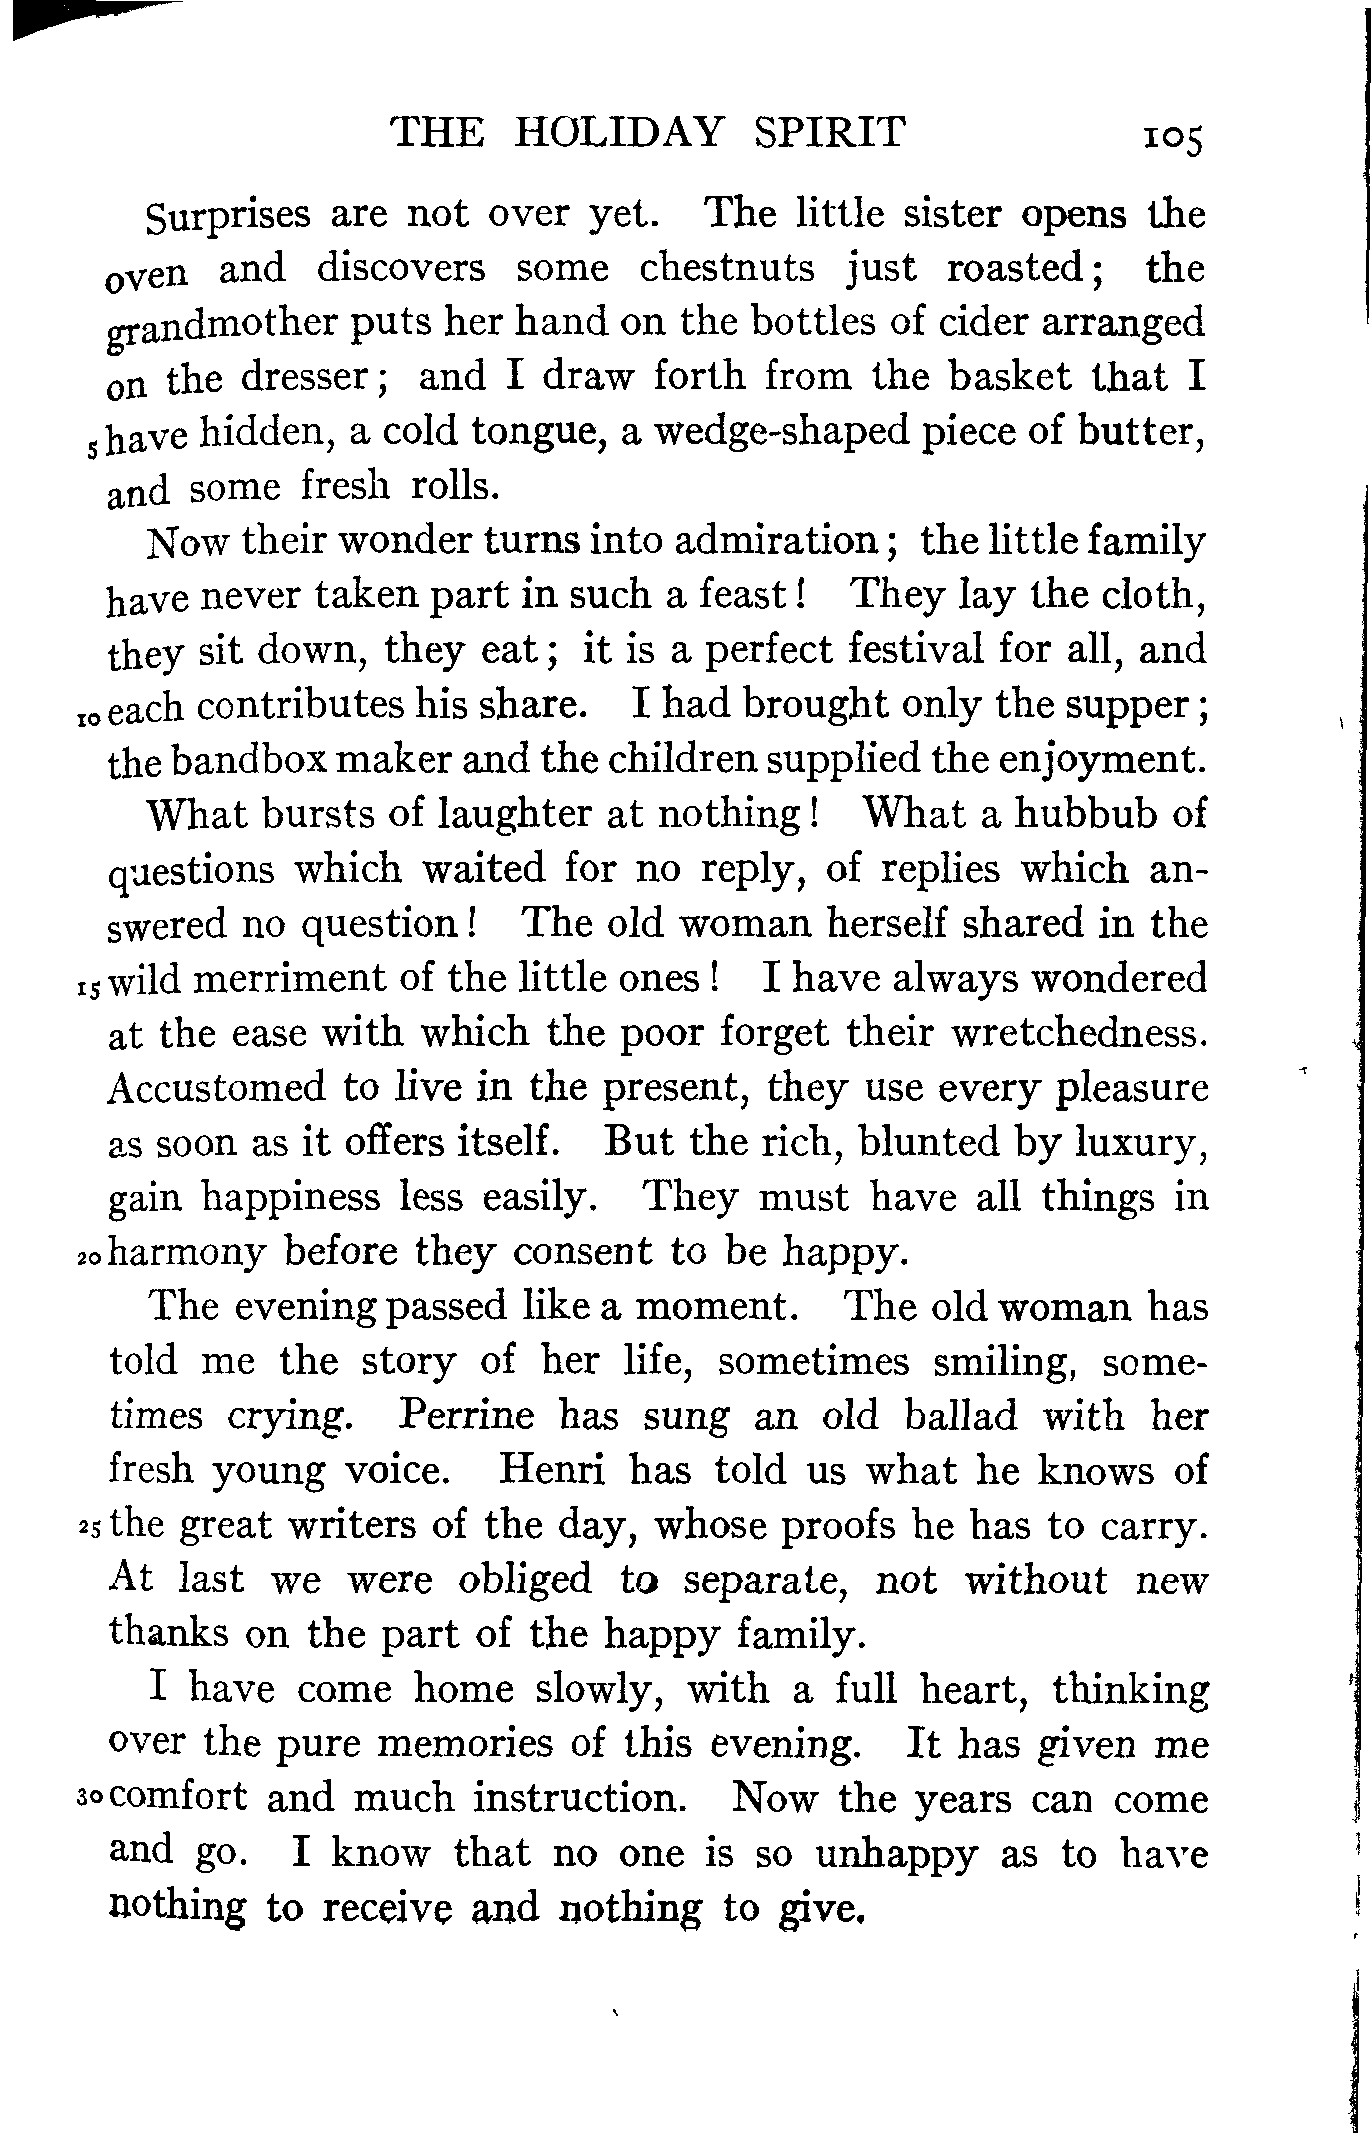 THE HOLIDAY SPIRIT 105
Surprises are not over yet. The little sister opens the
oven and discovers some chestnuts just roasted; the
grandmother puts her hand on the bottles of cider arranged
on the dresser; and I draw forth from the basket that I
5 have hidden, a cold tongue, a wedge-shaped piece of butter,
and some fresh rolls.
Now their wonder turns into admiration; the little family
have never taken part in such a feast! They lay the cloth,
they sit down, they eat; it is a perfect festival for all, and
10 each contributes his share. I had brought only the supper;
the bandbox maker and the children supplied the enjoyment.
What bursts of laughter at nothing! What a hubbub of
questions which waited for no reply, of replies which an-
swered no question! The old woman herself shared in the
15 wild merriment of the little ones! I have always wondered
at the ease with which the poor forget their wretchedness.
Accustomed to live in the present, they use every pleasure
as soon as it offers itself. But the rich, blunted by luxury,
gain happiness less easily. They must have all things in
20 harmony before they consent to be happy.
The evening passed like a moment. The old woman has
told me the story of her life, sometimes smiling, some-
times crying. Perrine has sung an old ballad with her
fresh young voice. Henri has told us what he knows of
25 the great writers of the day, whose proofs he has to carry.
At last we were obliged to separate, not without new
thanks on the part of the happy family.
I have come home slowly, with a full heart, thinking
over the pure memories of this evening. It has given me
30 comfort and much instruction. Now the years can come
and go. I know that no one is so unhappy as to have
nothing to receive and nothing to give.